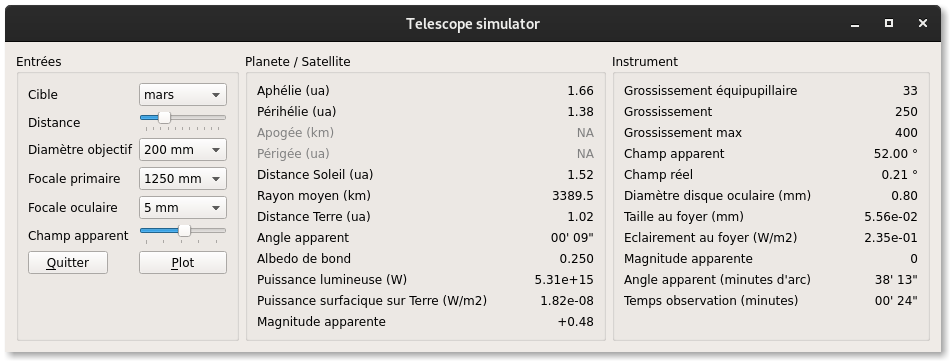 Telescope simulator
Entrées
Cible mars
Distance
Diamètre objectif 200 mm
Focale primaire 1250 mm
Focale oculaire 5 mm
Champ apparent
Quitter Plot
Planete / Satellite
Aphélie (ua) 1.66
Périhélie (ua) 1.38
Apogée (km) NA
Périgée (ua) NA
Distance Soleil (ua) 1.52
Rayon moyen (km) 3389.5
Distance Terre (ua) 1.02
Angle apparent 00' 09"
Albedo de bond 0.250
Puissance lumineuse (W) 5.31e+15
Puissance surfacique sur Terre (W/m2) 1.82e-08
Magnitude apparente +0.48
Instrument
Grossissement équipupillaire 33
Grossissement 250
Grossissement max 400
Champ apparent 52.00 °
Champ réel 0.21 °
Diamètre disque oculaire (mm) 0.80
Taille au foyer (mm) 5.56e-02
Eclairement au foyer (W/m2) 2.35e-01
Magnitude apparente 0
Angle apparent (minutes d'arc) 38' 13"
Temps observation (minutes) 00' 24"